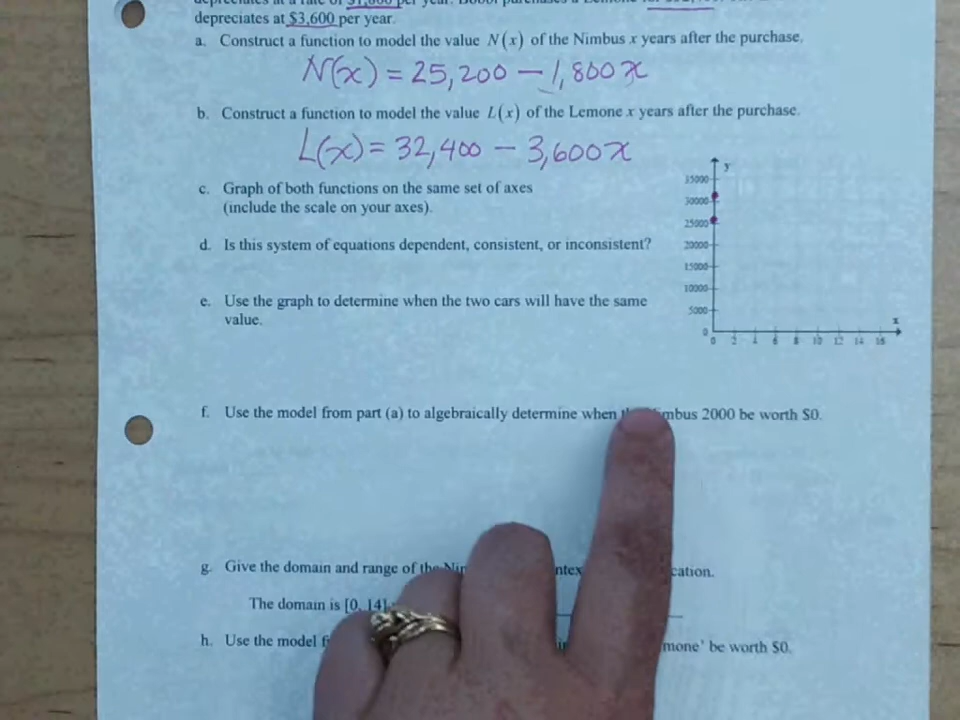 depreciates at $3,600 per year.
a. Construct a function to model the value N(x) of the Nimbus x years after the purchase.
N(x) = 25,200 - 1,800x
b. Construct a function to model the value L(x) of the Lemone x years after the purchase.
L(x) = 32,400 - 3,600x
c. Graph of both functions on the same set of axes
(include the scale on your axes).
d. Is this system of equations dependent, consistent, or inconsistent?
e. Use the graph to determine when the two cars will have the same
value.
y
35000
30000
25000
20000
15000
10000
5000
0
x
0 2 4 6 8 10 12 14 16
f. Use the model from part (a) to algebraically determine when 2000 be worth $0.
g. Give the domain and range of the
The domain is [0, 14]
h. Use the model be worth $0.